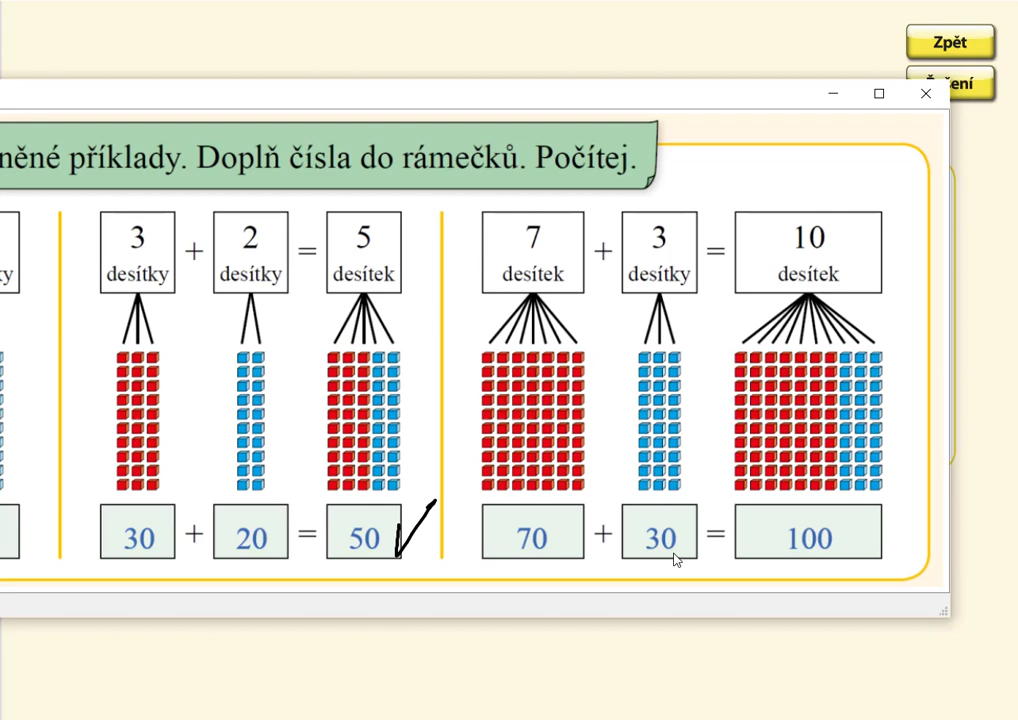 Zpět
něné příklady. Doplň čísla do rámečků. Počítej.
3 + 2 = 5
desítky desítky desítek
7 + 3 = 10
desítek desítky desítek
30 + 20 = 50
70 + 30 = 100